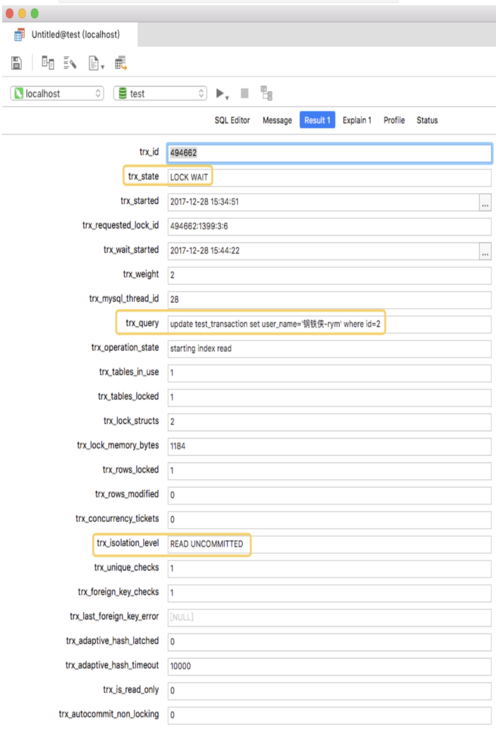 Untitled@test (localhost)
localhost test
SQL Editor Message Result 1 Explain 1 Profile Status
trx_id 494662
trx_state LOCK WAIT
trx_started 2017-12-28 15:34:51 ...
trx_requested_lock_id 494662:1399:3:6
trx_wait_started 2017-12-28 15:44:22 ...
trx_weight 2
trx_mysql_thread_id 28
trx_query update test_transaction set user_name='钢铁侠-rym' where id=2
trx_operation_state starting index read
trx_tables_in_use 1
trx_tables_locked 1
trx_lock_structs 2
trx_lock_memory_bytes 1184
trx_rows_locked 1
trx_rows_modified 0
trx_concurrency_tickets 0
trx_isolation_level READ UNCOMMITTED
trx_unique_checks 1
trx_foreign_key_checks 1
trx_last_foreign_key_error [NULL]
trx_adaptive_hash_latched 0
trx_adaptive_hash_timeout 10000
trx_is_read_only 0
trx_autocommit_non_locking 0